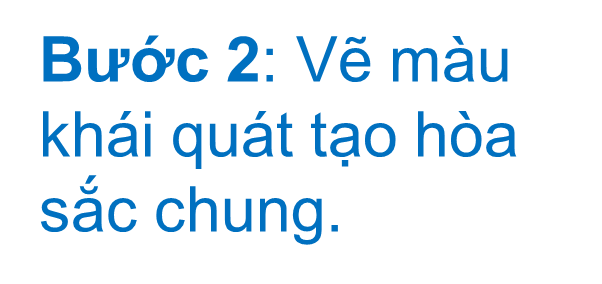 Bước 2: Vẽ màu
khái quát tạo hòa
sắc chung.